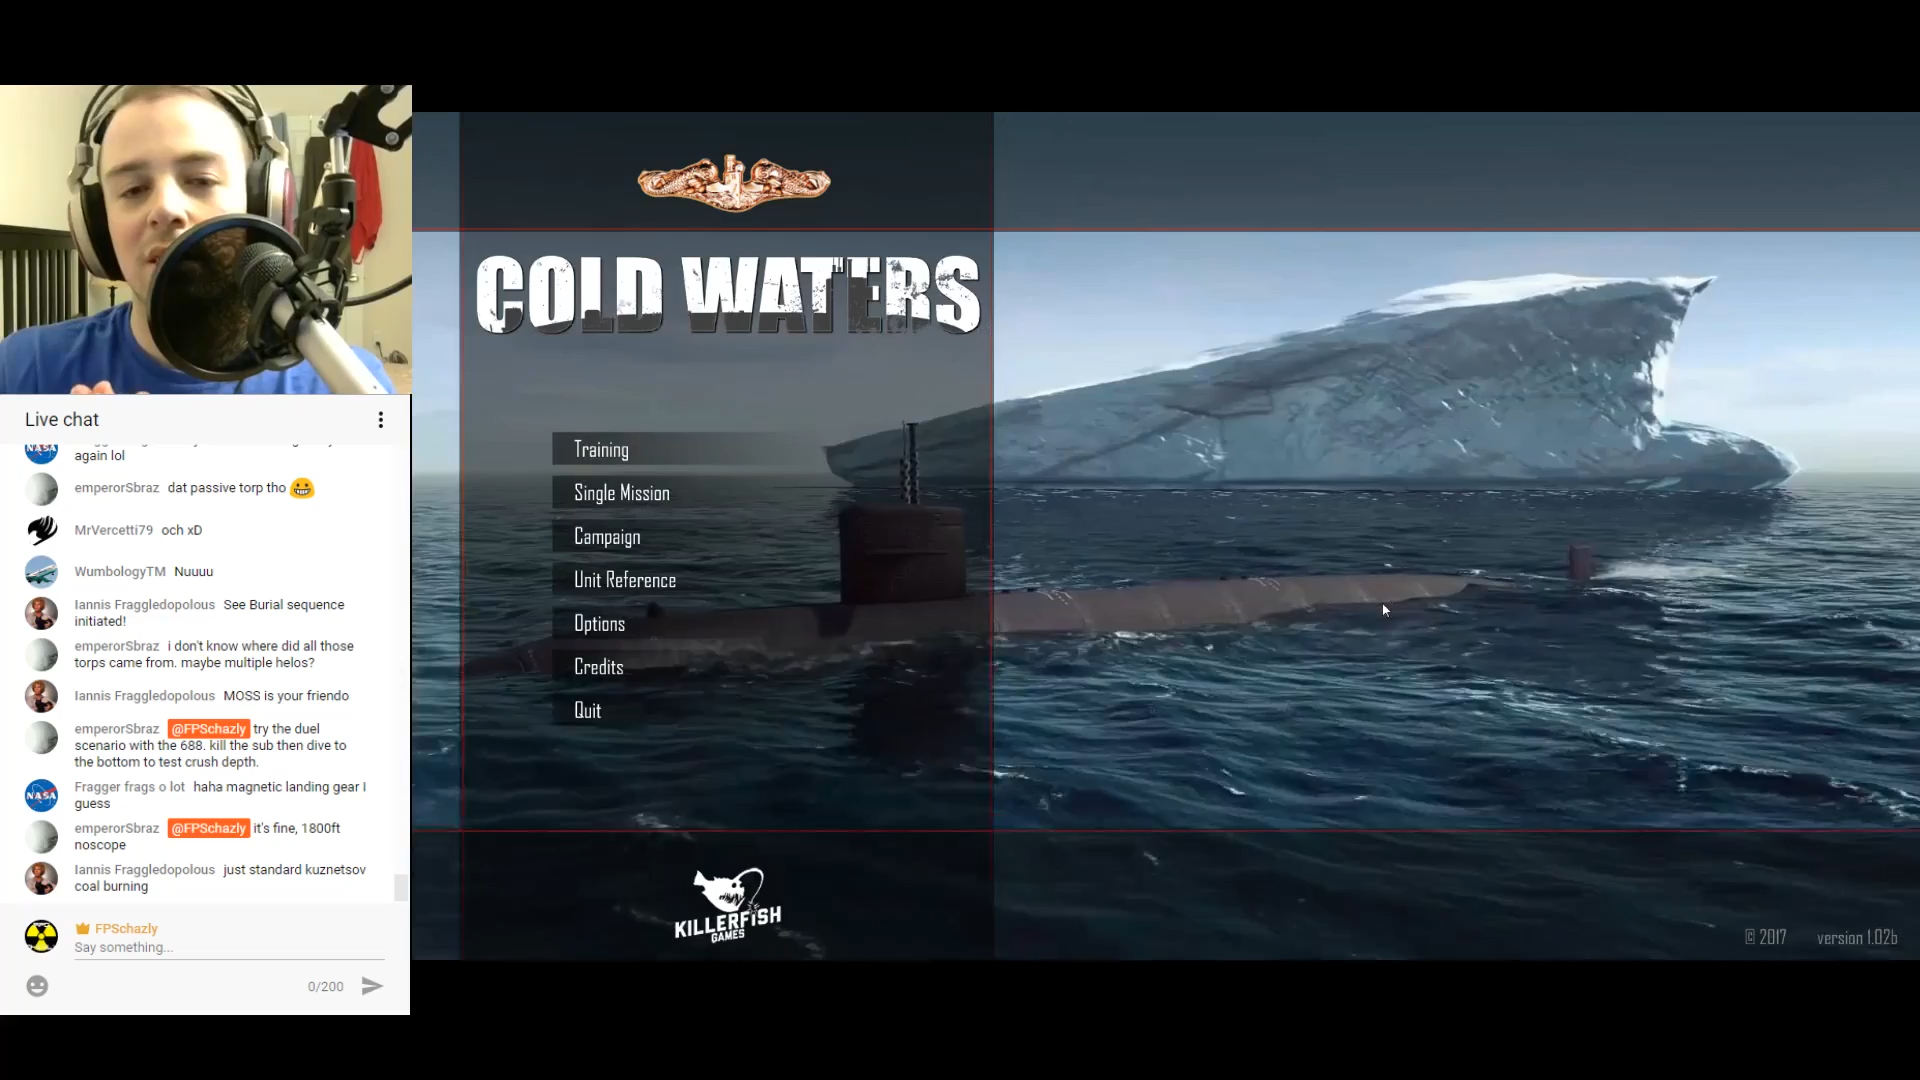 Live chat
again lol
emperorSbraz dat passive torp tho
MrVercetti79 och xD
WumbologyTM Nuuuu
Iannis Fraggledopolous See Burial sequence
initiated!
emperorSbraz i don't know where did all those
torps came from. maybe multiple helos?
Iannis Fraggledopolous MOSS is your friendo
emperorSbraz @FPSchazly try the duel
scenario with the 688. kill the sub then dive to
the bottom to test crush depth.
Fragger frags o lot haha magnetic landing gear I
guess
emperorSbraz @FPSchazly it's fine, 1800ft
noscope
Iannis Fraggledopolous just standard kuznetsov
coal burning
FPSchazly
Say something...
0/200
NASA
COLD WATERS
Training
Single Mission
Campaign
Unit Reference
Options
Credits
Quit
KILLERFISH
GAMES
© 2017 version 1.02b